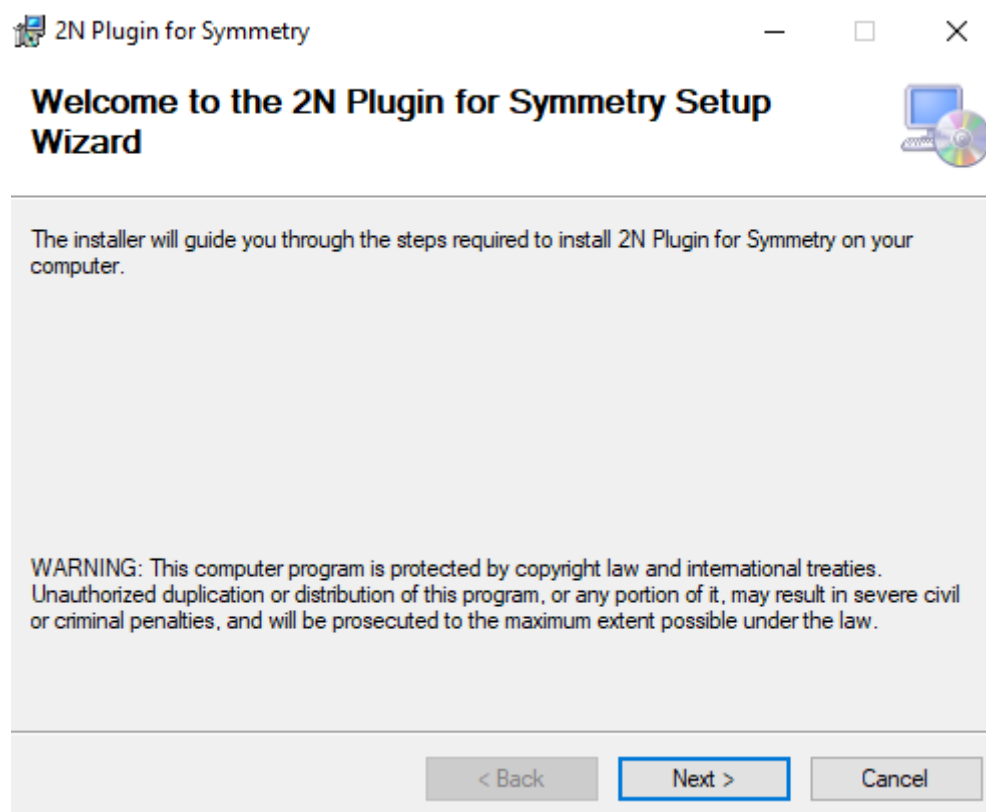 2N Plugin for Symmetry
Welcome to the 2N Plugin for Symmetry Setup
Wizard
The installer will guide you through the steps required to install 2N Plugin for Symmetry on your
computer.
WARNING: This computer program is protected by copyright law and international treaties.
Unauthorized duplication or distribution of this program, or any portion of it, may result in severe civil
or criminal penalties, and will be prosecuted to the maximum extent possible under the law.
< Back Next > Cancel